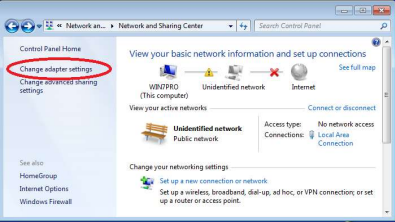 Network an... ▸ Network and Sharing Center
Search Control Panel
Control Panel Home
Change adapter settings
Change advanced sharing
settings
View your basic network information and set up connections
See full map
WIN7PRO
(This computer)
Unidentified network
Internet
View your active networks
Connect or disconnect
Unidentified network
Public network
Access type:
No network access
Connections:
Local Area
Connection
Change your networking settings
Set up a new connection or network
Set up a wireless, broadband, dial-up, ad hoc, or VPN connection; or set
up a router or access point.
See also
HomeGroup
Internet Options
Windows Firewall